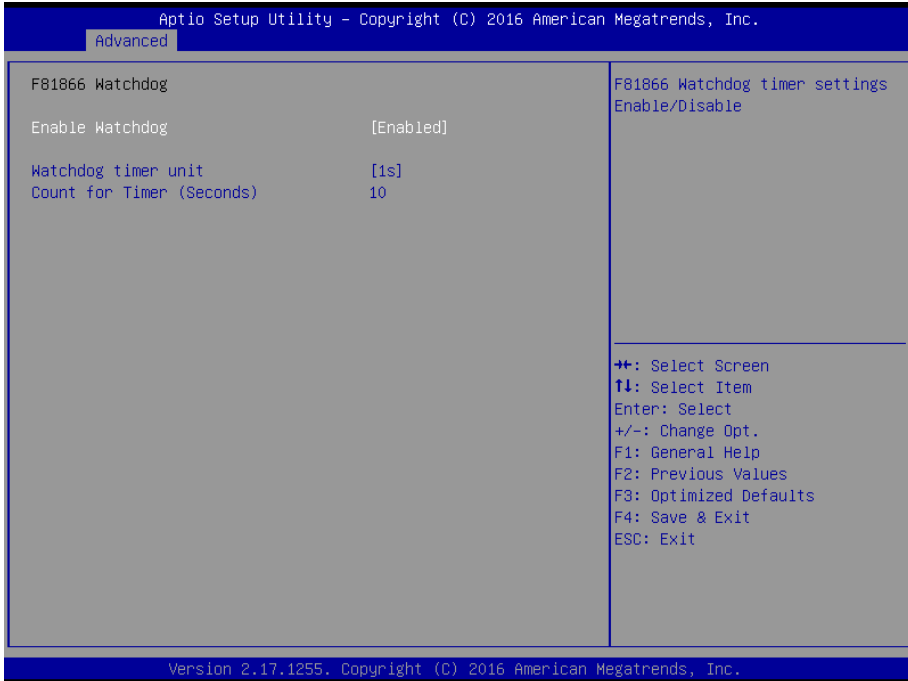 Aptio Setup Utility – Copyright (C) 2016 American Megatrends, Inc.
Advanced
F81866 Watchdog
Enable Watchdog [Enabled]
Watchdog timer unit [1s]
Count for Timer (Seconds) 10
F81866 Watchdog timer settings
Enable/Disable
→←: Select Screen
↑↓: Select Item
Enter: Select
+/-: Change Opt.
F1: General Help
F2: Previous Values
F3: Optimized Defaults
F4: Save & Exit
ESC: Exit
Version 2.17.1255. Copyright (C) 2016 American Megatrends, Inc.